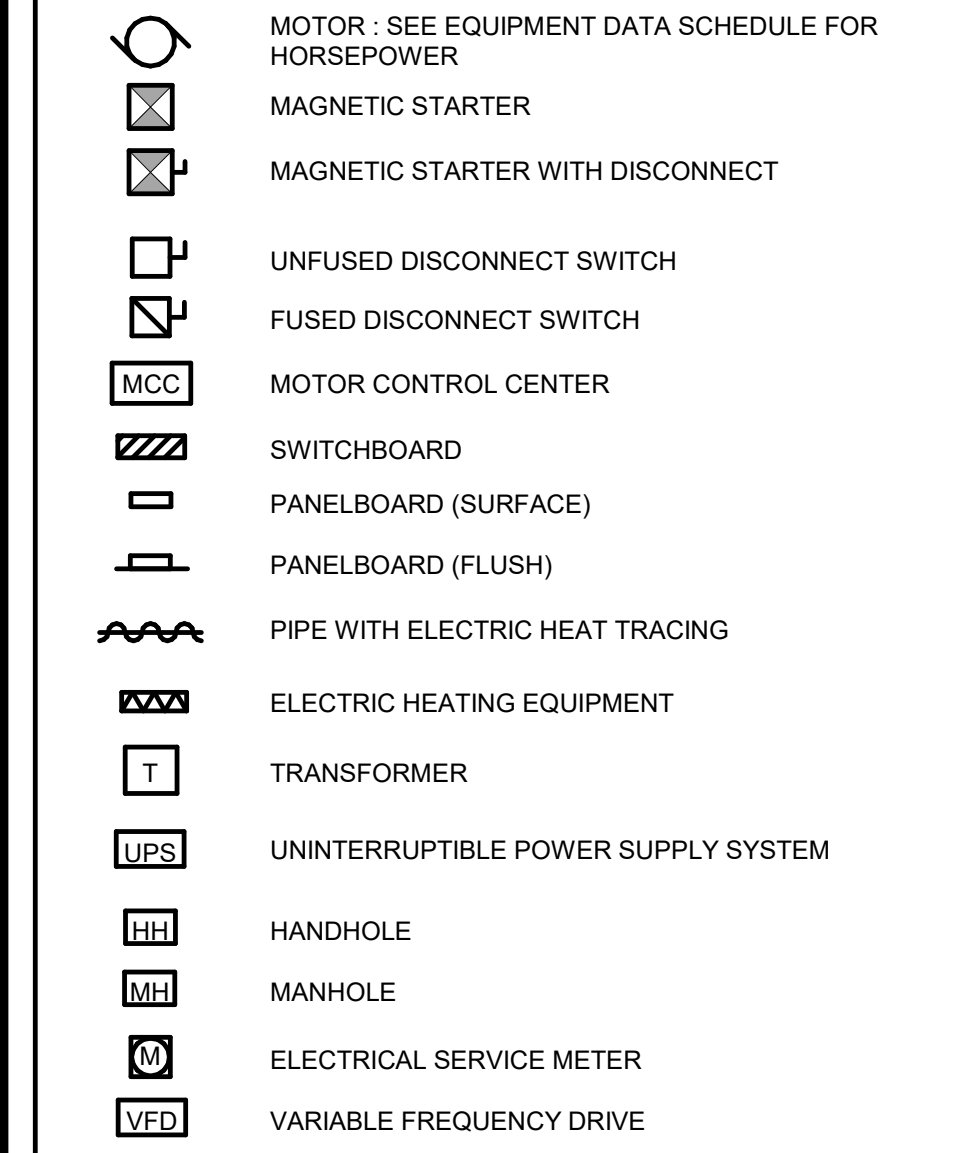 MOTOR : SEE EQUIPMENT DATA SCHEDULE FOR
HORSEPOWER
MAGNETIC STARTER
MAGNETIC STARTER WITH DISCONNECT
UNFUSED DISCONNECT SWITCH
FUSED DISCONNECT SWITCH
MCC MOTOR CONTROL CENTER
SWITCHBOARD
PANELBOARD (SURFACE)
PANELBOARD (FLUSH)
PIPE WITH ELECTRIC HEAT TRACING
ELECTRIC HEATING EQUIPMENT
T TRANSFORMER
UPS UNINTERRUPTIBLE POWER SUPPLY SYSTEM
HH HANDHOLE
MH MANHOLE
M ELECTRICAL SERVICE METER
VFD VARIABLE FREQUENCY DRIVE